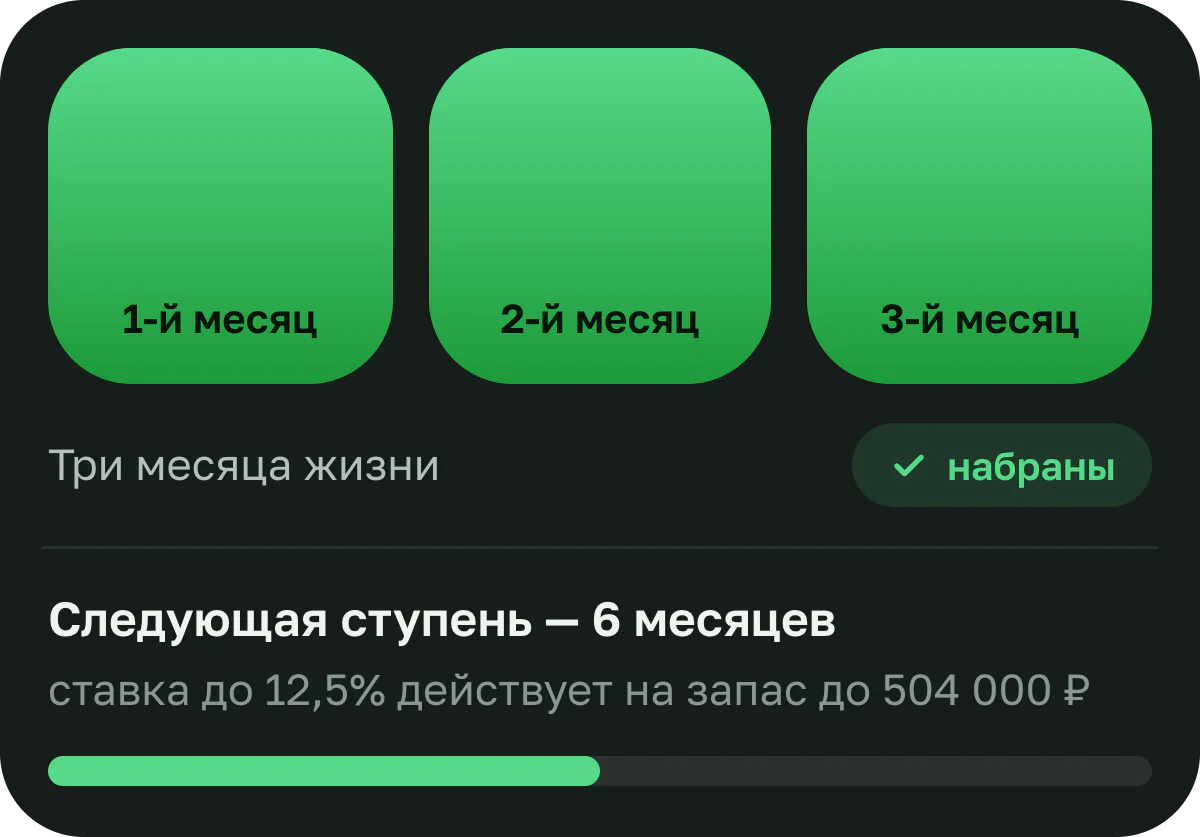 1-й месяц
2-й месяц
3-й месяц
Три месяца жизни
набраны
Следующая ступень — 6 месяцев
ставка до 12,5% действует на запас до 504 000 ₽